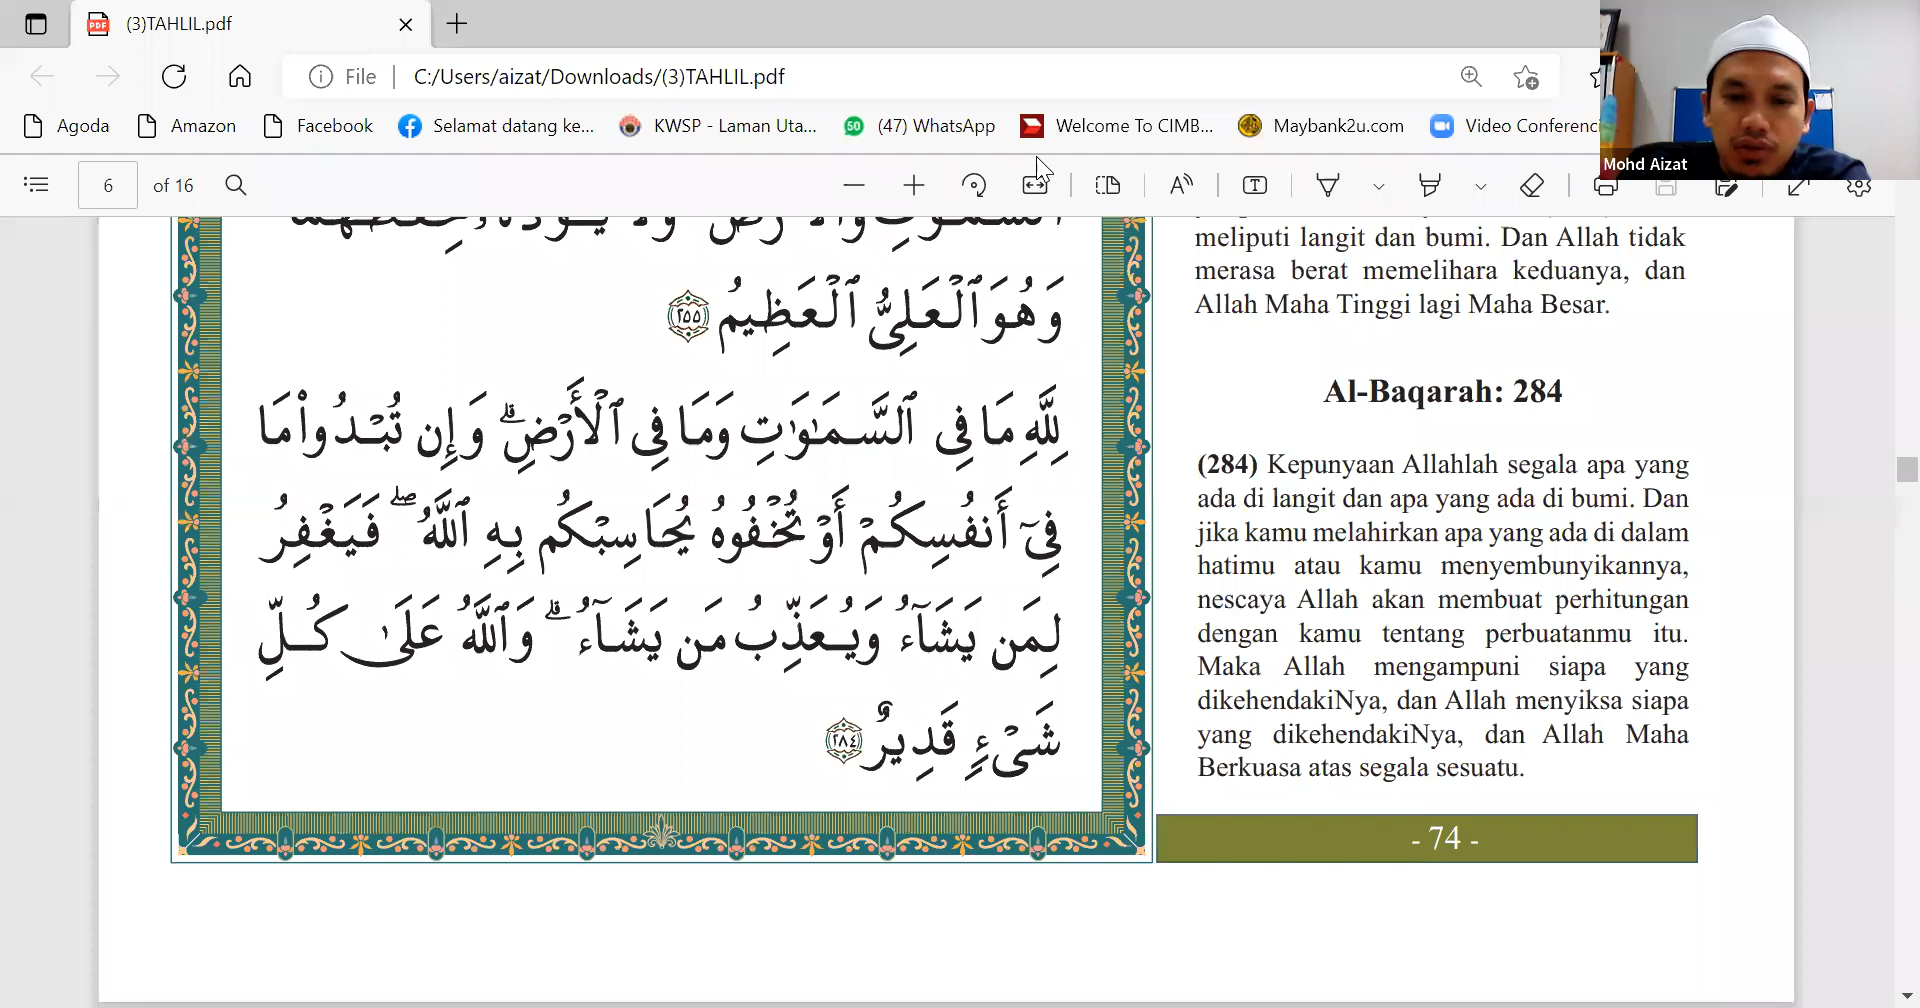 (3)TAHLIL.pdf
File
C:/Users/aizat/Downloads/(3)TAHLIL.pdf
Agoda
Amazon
Facebook
Selamat datang ke...
KWSP - Laman Uta...
50
(47) WhatsApp
Welcome To CIMB...
Maybank2u.com
Video Conferenci
Mohd Aizat
6
of 16
وَهُوَ ٱلْعَلِىُّ ٱلْعَظِيمُ ٢٥٥
لِلَّهِ مَا فِى ٱلسَّمَـٰوَٰتِ وَمَا فِى ٱلْأَرْضِ ۗ وَإِن تُبْدُوا۟ مَا
فِىٓ أَنفُسِكُمْ أَوْ تُخْفُوهُ يُحَاسِبْكُم بِهِ ٱللَّهُ ۖ فَيَغْفِرُ
لِمَن يَشَآءُ وَيُعَذِّبُ مَن يَشَآءُ ۗ وَٱللَّهُ عَلَىٰ كُلِّ
شَىْءٍ قَدِيرٌ ٢٨٤
meliputi langit dan bumi. Dan Allah tidak
merasa berat memelihara keduanya, dan
Allah Maha Tinggi lagi Maha Besar.
Al-Baqarah: 284
(284) Kepunyaan Allahlah segala apa yang
ada di langit dan apa yang ada di bumi. Dan
jika kamu melahirkan apa yang ada di dalam
hatimu atau kamu menyembunyikannya,
nescaya Allah akan membuat perhitungan
dengan kamu tentang perbuatanmu itu.
Maka Allah mengampuni siapa yang
dikehendakiNya, dan Allah menyiksa siapa
yang dikehendakiNya, dan Allah Maha
Berkuasa atas segala sesuatu.
- 74 -